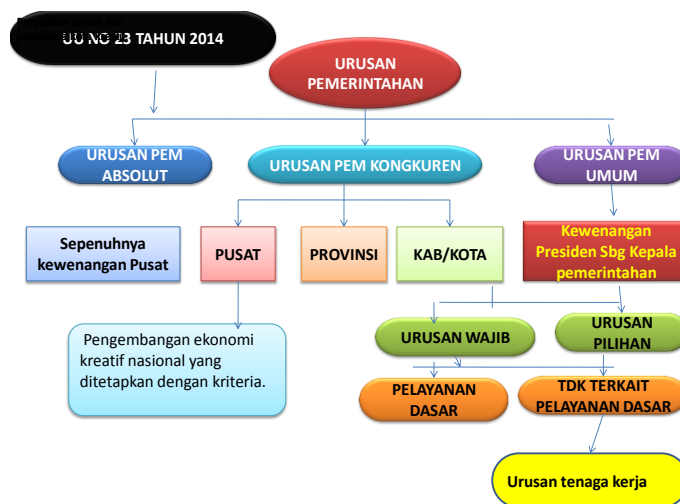 UU NO 23 TAHUN 2014
URUSAN
PEMERINTAHAN
URUSAN PEM
ABSOLUT
URUSAN PEM KONGKUREN
URUSAN PEM
UMUM
Sepenuhnya
kewenangan Pusat
PUSAT
PROVINSI
KAB/KOTA
Kewenangan
Presiden Sbg Kepala
pemerintahan
Pengembangan ekonomi
kreatif nasional yang
ditetapkan dengan kriteria.
URUSAN WAJIB
URUSAN
PILIHAN
PELAYANAN
DASAR
TDK TERKAIT
PELAYANAN DASAR
Urusan tenaga kerja